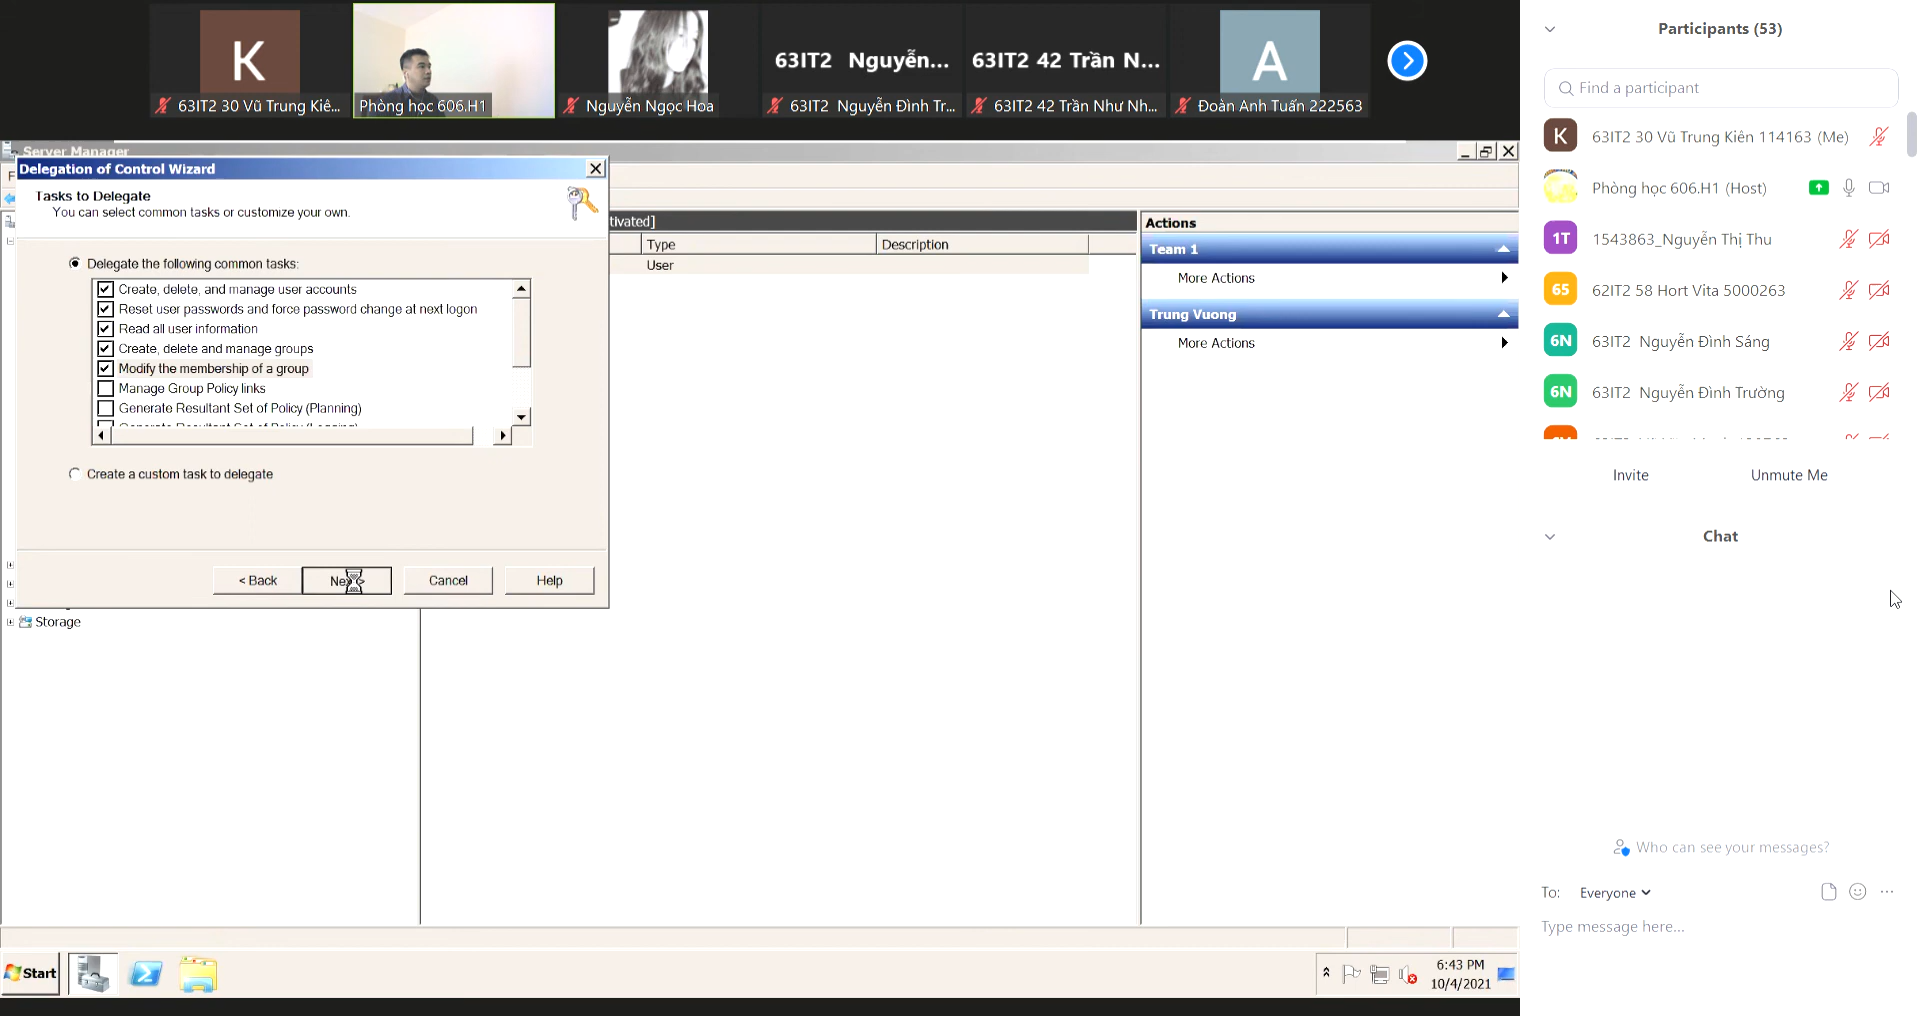 K
63IT2 30 Vũ Trung Kiê...
Phòng học 606.H1
Nguyễn Ngọc Hoa
63IT2 Nguyễn...
63IT2 Nguyễn Đình Tr...
63IT2 42 Trần N...
63IT2 42 Trần Như Nh...
A
Đoàn Anh Tuấn 222563
Server Manager
F
Delegation of Control Wizard
Tasks to Delegate
You can select common tasks or customize your own.
Delegate the following common tasks:
Create, delete, and manage user accounts
Reset user passwords and force password change at next logon
Read all user information
Create, delete and manage groups
Modify the membership of a group
Manage Group Policy links
Generate Resultant Set of Policy (Planning)
Generate Resultant Set of Policy (Logging)
Create a custom task to delegate
< Back
Cancel
Help
Storage
tivated]
Type
Description
User
Actions
Team 1
More Actions
Trung Vuong
More Actions
Start
6:43 PM
10/4/2021
Participants (53)
Find a participant
K
63IT2 30 Vũ Trung Kiên 114163 (Me)
Phòng học 606.H1 (Host)
1T
1543863_Nguyễn Thị Thu
65
62IT2 58 Hort Vita 5000263
6N
63IT2 Nguyễn Đình Sáng
6N
63IT2 Nguyễn Đình Trường
Invite
Unmute Me
Chat
Who can see your messages?
To:
Everyone
Type message here...